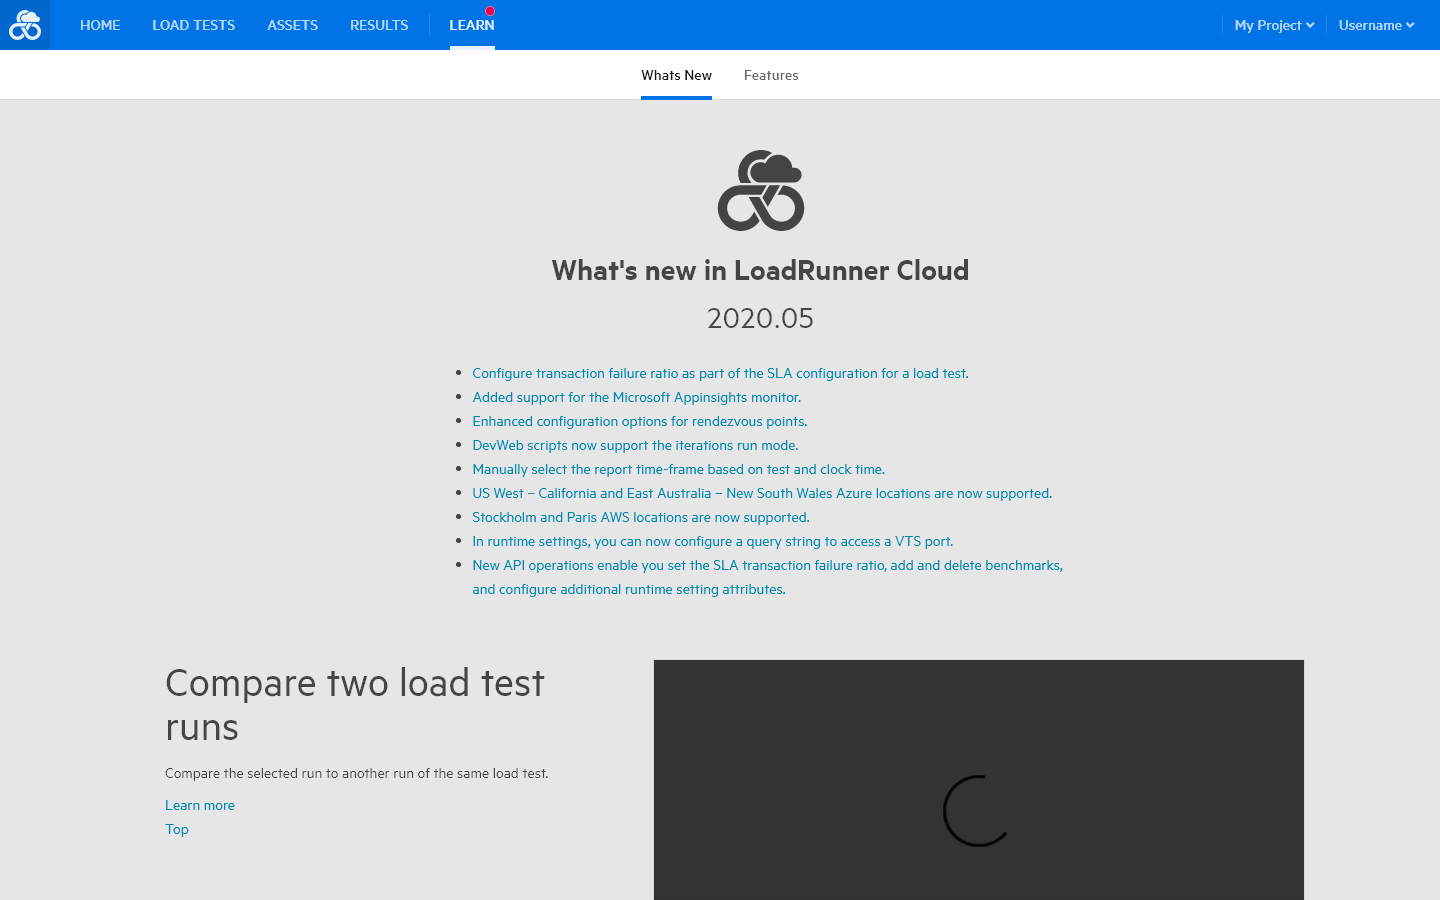 HOME LOAD TESTS ASSETS RESULTS LEARN My Project Username
Whats New Features
What's new in LoadRunner Cloud
2020.05
Configure transaction failure ratio as part of the SLA configuration for a load test.
Added support for the Microsoft Appinsights monitor.
Enhanced configuration options for rendezvous points.
DevWeb scripts now support the iterations run mode.
Manually select the report time-frame based on test and clock time.
US West – California and East Australia – New South Wales Azure locations are now supported.
Stockholm and Paris AWS locations are now supported.
In runtime settings, you can now configure a query string to access a VTS port.
New API operations enable you set the SLA transaction failure ratio, add and delete benchmarks,
and configure additional runtime setting attributes.
Compare two load test
runs
Compare the selected run to another run of the same load test.
Learn more
Top